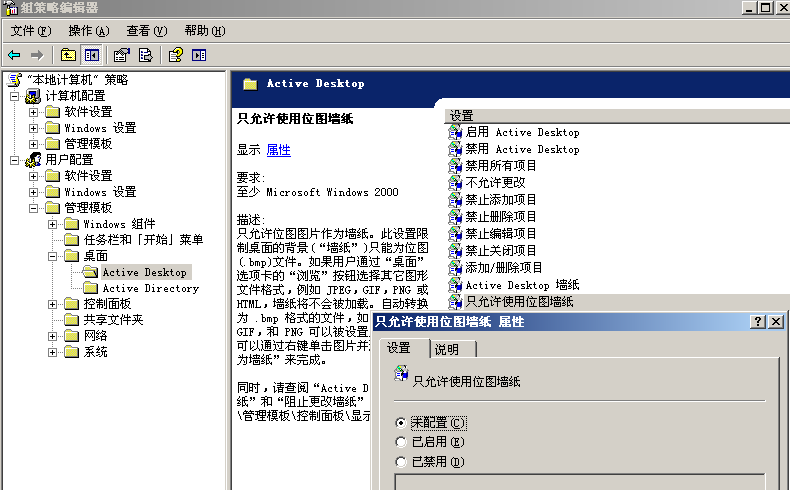 组策略编辑器
文件(F) 操作(A) 查看(V) 帮助(H)
“本地计算机” 策略
计算机配置
软件设置
Windows 设置
管理模板
用户配置
软件设置
Windows 设置
管理模板
Windows 组件
任务栏和「开始」菜单
桌面
Active Desktop
Active Directory
控制面板
共享文件夹
网络
系统
Active Desktop
只允许使用位图墙纸
显示 属性
要求:
至少 Microsoft Windows 2000
描述:
只允许位图图片作为墙纸。此设置限
制桌面的背景(“墙纸”)只能为位图
(.bmp)文件。如果用户通过“桌面”
选项卡的“浏览”按钮选择其它图形
文件格式，例如 JPEG，GIF，PNG 或
HTML，墙纸将不会被加载。自动转换
为 .bmp 格式的文件，如
GIF，和 PNG 可以被设置
可以通过右键单击图片并
为墙纸”来完成。
同时，请查阅“Active D
纸”和“阻止更改墙纸”
\管理模板\控制面板\显示
设置
启用 Active Desktop
禁用 Active Desktop
禁用所有项目
不允许更改
禁止添加项目
禁止删除项目
禁止编辑项目
禁止关闭项目
添加/删除项目
Active Desktop 墙纸
只允许使用位图墙纸
只允许使用位图墙纸 属性
设置 说明
只允许使用位图墙纸
未配置(C)
已启用(E)
已禁用(D)